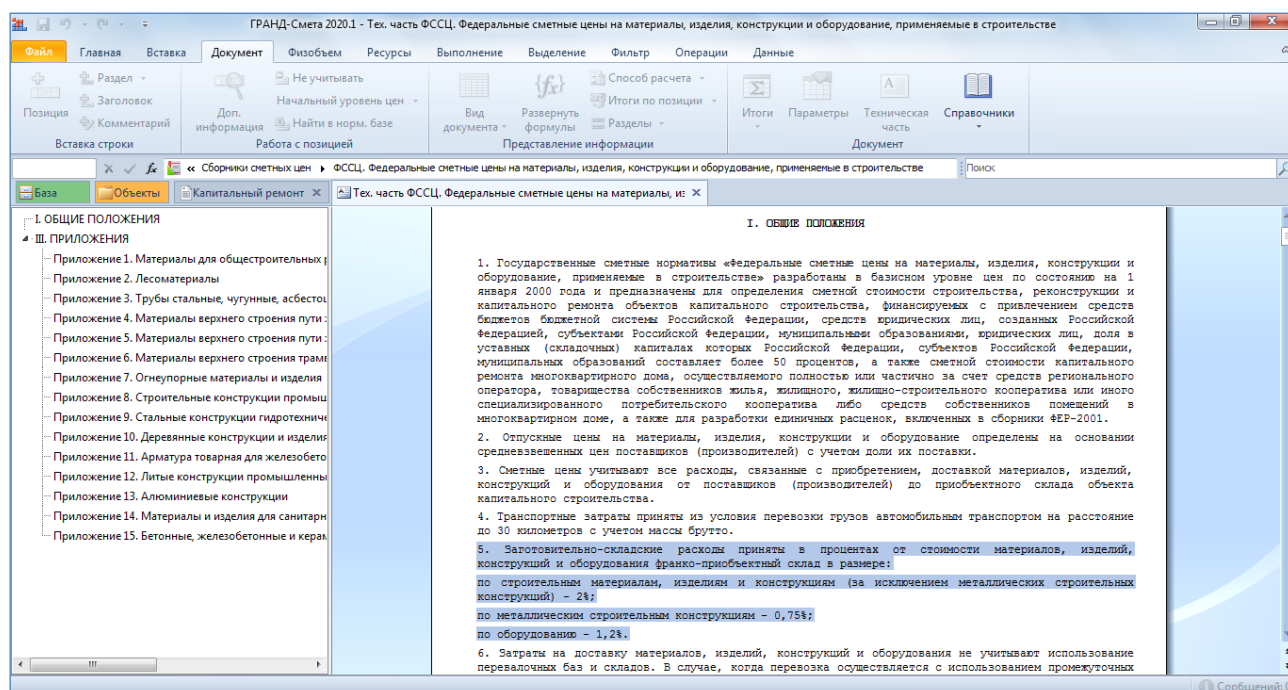 ГРАНД-Смета 2020.1 - Тех. часть ФССЦ. Федеральные сметные цены на материалы, изделия, конструкции и оборудование, применяемые в строительстве
Файл Главная Вставка Документ Физобъем Ресурсы Выполнение Выделение Фильтр Операции Данные
Позиция
Раздел
Заголовок
Комментарий
Вставка строки
Доп. информация
Не учитывать
Начальный уровень цен
Найти в норм. базе
Работа с позицией
Вид документа
Развернуть формулы
Способ расчета
Итоги по позиции
Разделы
Представление информации
Итоги
Параметры
Техническая часть
Справочники
Документ
fx « Сборники сметных цен ФССЦ. Федеральные сметные цены на материалы, изделия, конструкции и оборудование, применяемые в строительстве Поиск
База Объекты Капитальный ремонт Тех. часть ФССЦ. Федеральные сметные цены на материалы, из
I. ОБЩИЕ ПОЛОЖЕНИЯ
III. ПРИЛОЖЕНИЯ
Приложение 1. Материалы для общестроительных р
Приложение 2. Лесоматериалы
Приложение 3. Трубы стальные, чугунные, асбестоц
Приложение 4. Материалы верхнего строения пути
Приложение 5. Материалы верхнего строения пути
Приложение 6. Материалы верхнего строения трамв
Приложение 7. Огнеупорные материалы и изделия
Приложение 8. Строительные конструкции промыш
Приложение 9. Стальные конструкции гидротехниче
Приложение 10. Деревянные конструкции и изделия
Приложение 11. Арматура товарная для железобето
Приложение 12. Литые конструкции промышленны
Приложение 13. Алюминиевые конструкции
Приложение 14. Материалы и изделия для санитарн
Приложение 15. Бетонные, железобетонные и керам
I. ОБЩИЕ ПОЛОЖЕНИЯ
1. Государственные сметные нормативы «Федеральные сметные цены на материалы, изделия, конструкции и
оборудование, применяемые в строительстве» разработаны в базисном уровне цен по состоянию на 1
января 2000 года и предназначены для определения сметной стоимости строительства, реконструкции и
капитального ремонта объектов капитального строительства, финансируемых с привлечением средств
бюджетов бюджетной системы Российской Федерации, средств юридических лиц, созданных Российской
Федерацией, субъектами Российской Федерации, муниципальными образованиями, юридических лиц, доля в
уставных (складочных) капиталах которых Российской Федерации, субъектов Российской Федерации,
муниципальных образований составляет более 50 процентов, а также сметной стоимости капитального
ремонта многоквартирного дома, осуществляемого полностью или частично за счет средств регионального
оператора, товарищества собственников жилья, жилищного, жилищно-строительного кооператива или иного
специализированного потребительского кооператива либо средств собственников помещений в
многоквартирном доме, а также для разработки единичных расценок, включенных в сборники ФЕР-2001.
2. Отпускные цены на материалы, изделия, конструкции и оборудование определены на основании
средневзвешенных цен поставщиков (производителей) с учетом доли их поставки.
3. Сметные цены учитывают все расходы, связанные с приобретением, доставкой материалов, изделий,
конструкций и оборудования от поставщиков (производителей) до приобъектного склада объекта
капитального строительства.
4. Транспортные затраты приняты из условия перевозки грузов автомобильным транспортом на расстояние
до 30 километров с учетом массы брутто.
5. Заготовительно-складские расходы приняты в процентах от стоимости материалов, изделий,
конструкций и оборудования франко-приобъектный склад в размере:
по строительным материалам, изделиям и конструкциям (за исключением металлических строительных
конструкций) - 2%;
по металлическим строительным конструкциям - 0,75%;
по оборудованию - 1,2%.
6. Затраты на доставку материалов, изделий, конструкций и оборудования не учитывают использование
перевалочных баз и складов. В случае, когда перевозка осуществляется с использованием промежуточных
Сообщений: